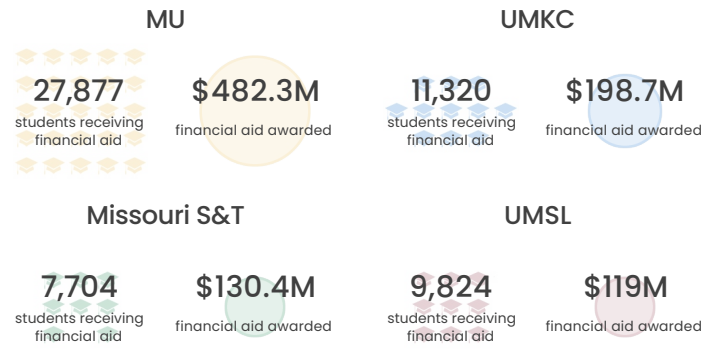 MU
27,877
students receiving
financial aid
$482.3M
financial aid awarded
UMKC
11,320
students receiving
financial aid
$198.7M
financial aid awarded
Missouri S&T
7,704
students receiving
financial aid
$130.4M
financial aid awarded
UMSL
9,824
students receiving
financial aid
$119M
financial aid awarded